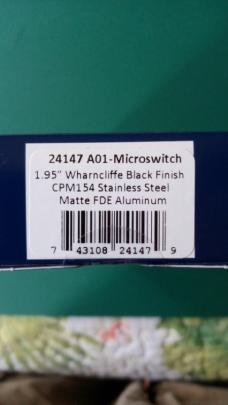 24147 A01-Microswitch
1.95" Wharncliffe Black Finish
CPM154 Stainless Steel
Matte FDE Aluminum
7 43108 24147 9